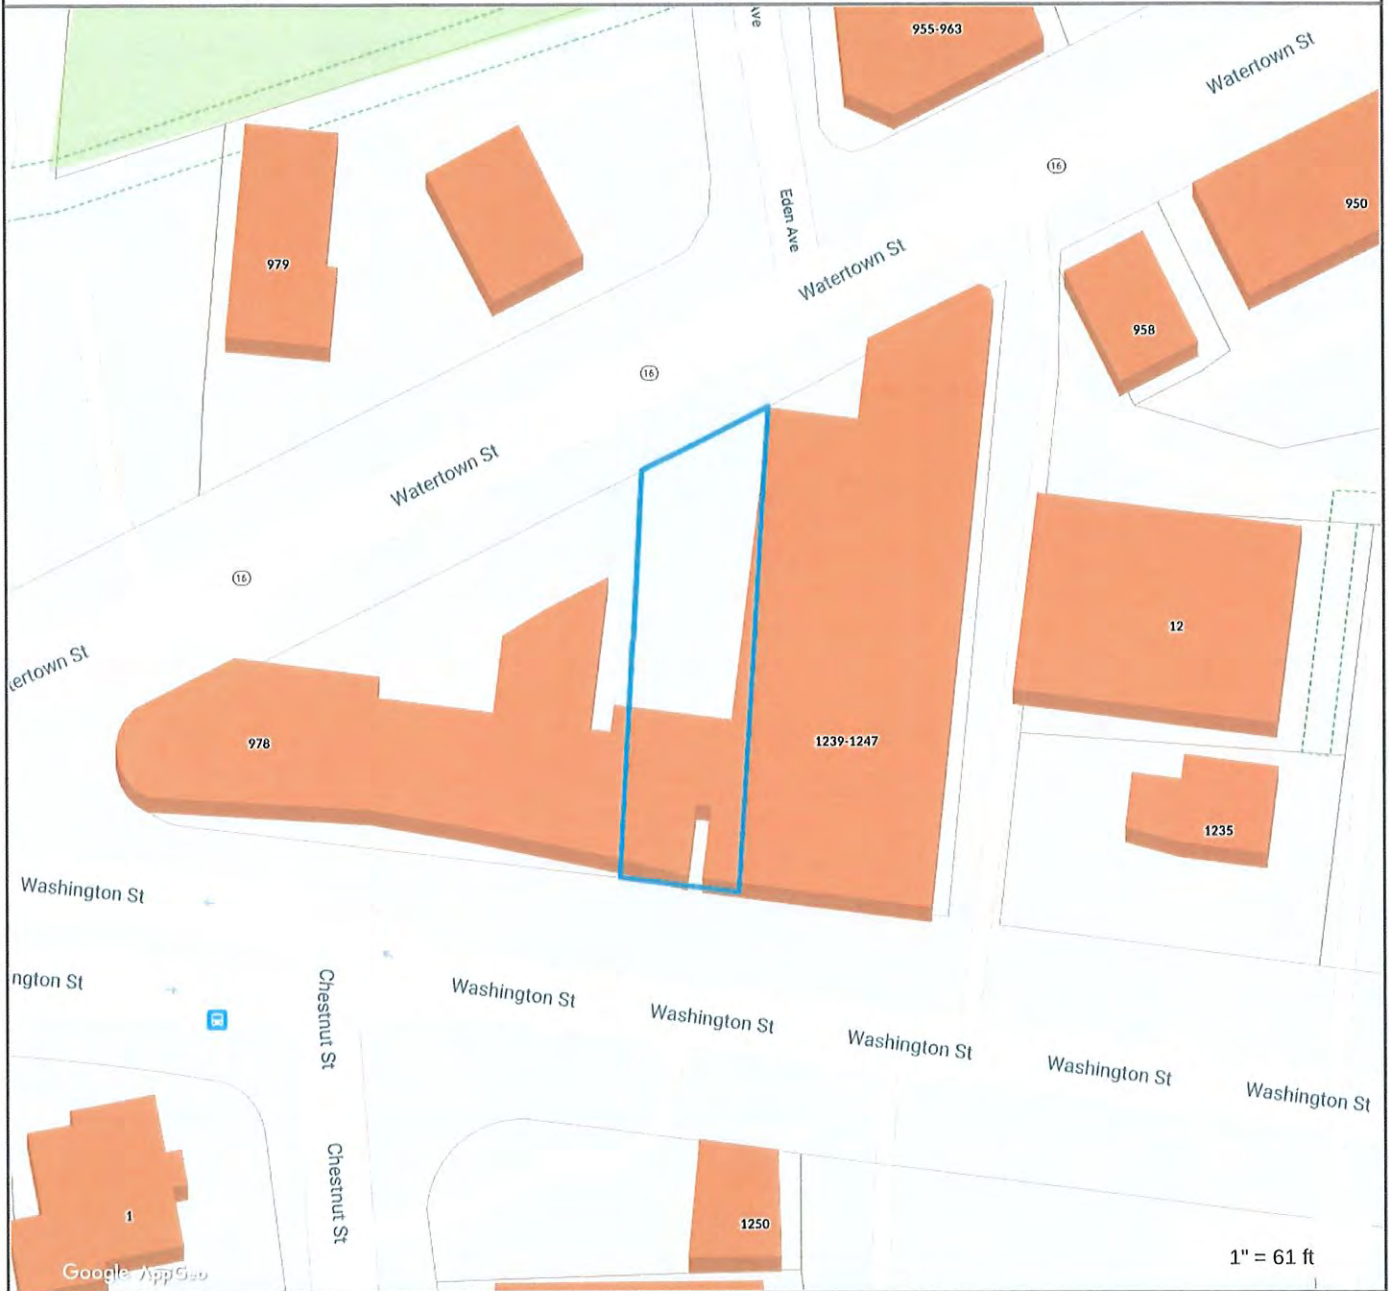 Ave
955-963
Watertown St
16
950
979
Eden Ave
Watertown St
958
16
Watertown St
16
12
ertown St
978
1239-1247
1235
Washington St
ngton St
Chestnut St
Washington St
Washington St
Washington St
Washington St
Washington St
Chestnut St
1
1250
1" = 61 ft
Google AppGeo